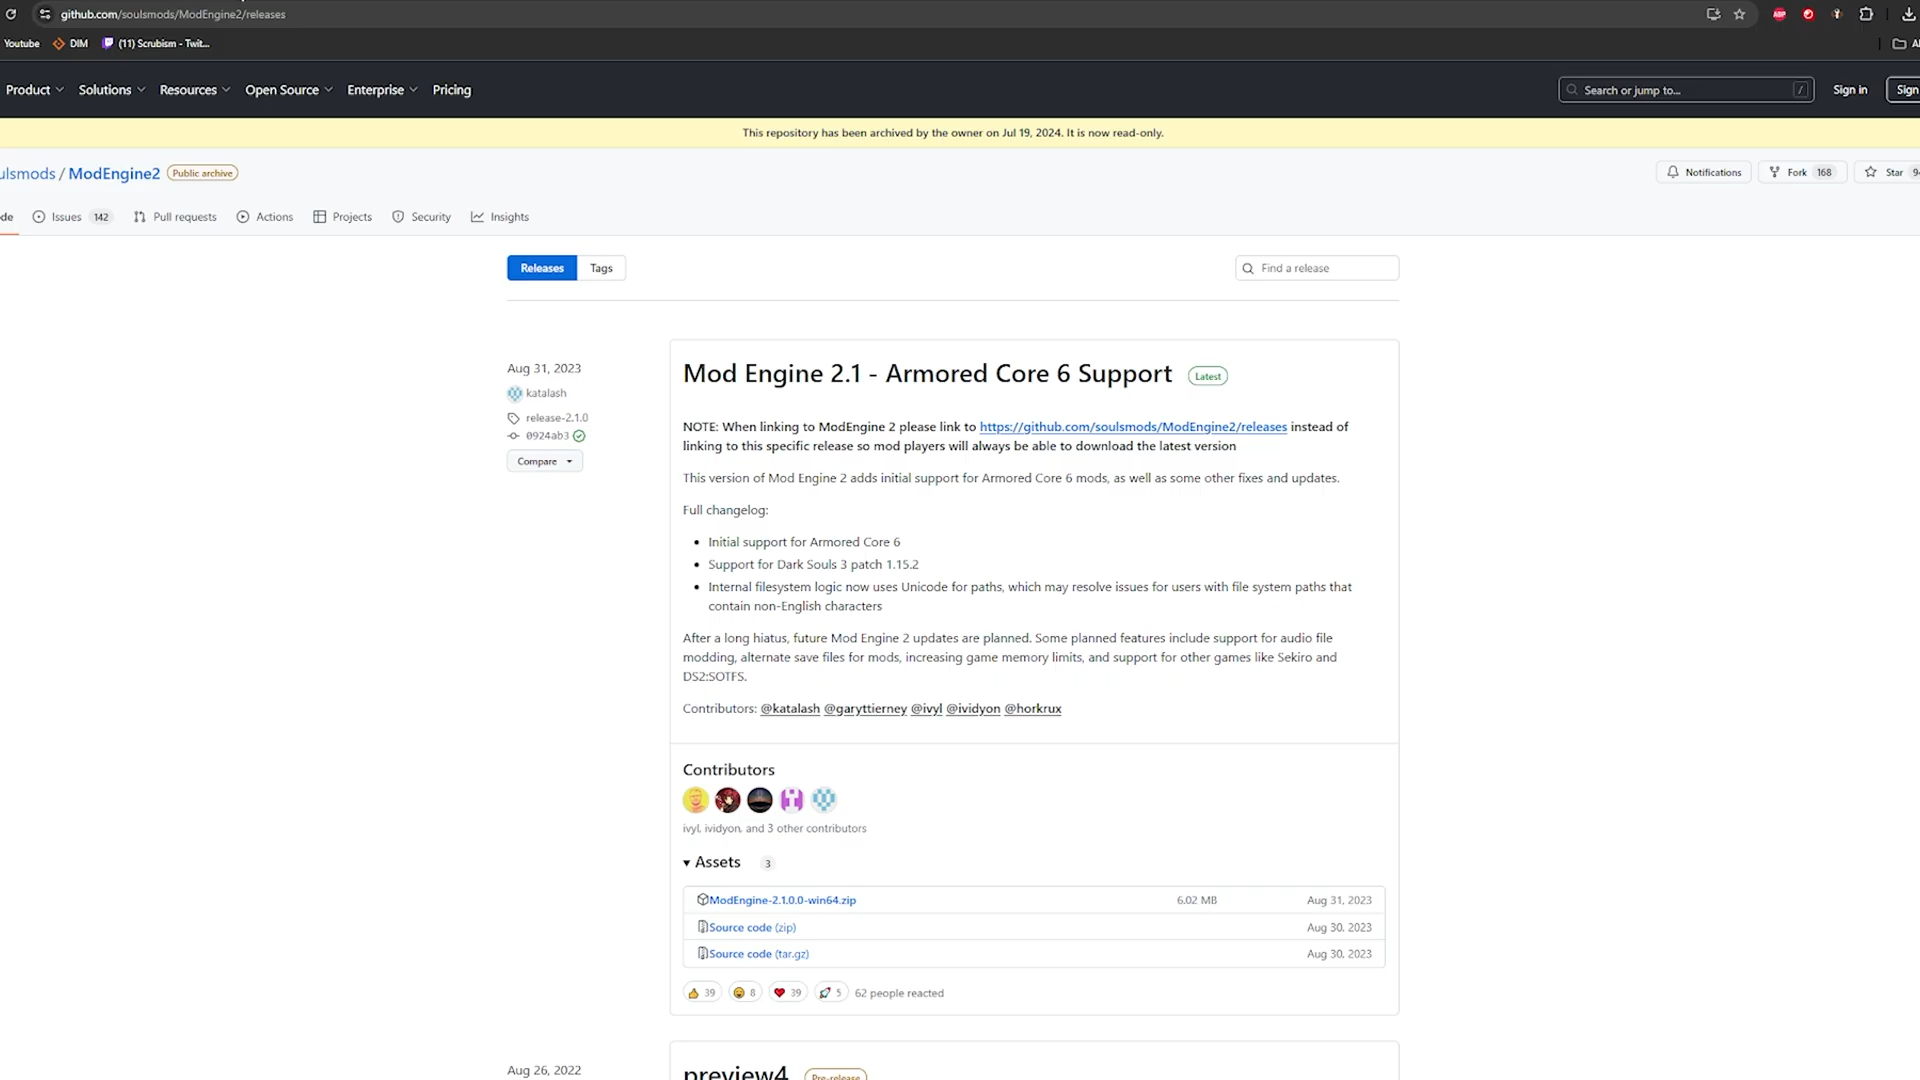 github.com/soulsmods/ModEngine2/releases
ABP
Youtube DIM (11) Scrubism - Twit...
Product Solutions Resources Open Source Enterprise Pricing Search or jump to... / Sign in Sign
This repository has been archived by the owner on Jul 19, 2024. It is now read-only.
ulsmods / ModEngine2 Public archive Notifications Fork 168 Star
de Issues 142 Pull requests Actions Projects Security Insights
Releases Tags Find a release
Aug 31, 2023
katalash
release-2.1.0
0924ab3
Compare
Mod Engine 2.1 - Armored Core 6 Support Latest
NOTE: When linking to ModEngine 2 please link to https://github.com/soulsmods/ModEngine2/releases instead of
linking to this specific release so mod players will always be able to download the latest version
This version of Mod Engine 2 adds initial support for Armored Core 6 mods, as well as some other fixes and updates.
Full changelog:
• Initial support for Armored Core 6
• Support for Dark Souls 3 patch 1.15.2
• Internal filesystem logic now uses Unicode for paths, which may resolve issues for users with file system paths that
contain non-English characters
After a long hiatus, future Mod Engine 2 updates are planned. Some planned features include support for audio file
modding, alternate save files for mods, increasing game memory limits, and support for other games like Sekiro and
DS2:SOTFS.
Contributors: @katalash @garyttierney @ivyl @ividyon @horkrux
Contributors
ivyl, ividyon, and 3 other contributors
Assets 3
ModEngine-2.1.0.0-win64.zip 6.02 MB Aug 31, 2023
Source code (zip) Aug 30, 2023
Source code (tar.gz) Aug 30, 2023
39 8 39 5 62 people reacted
Aug 26, 2022
preview4 Pre-release